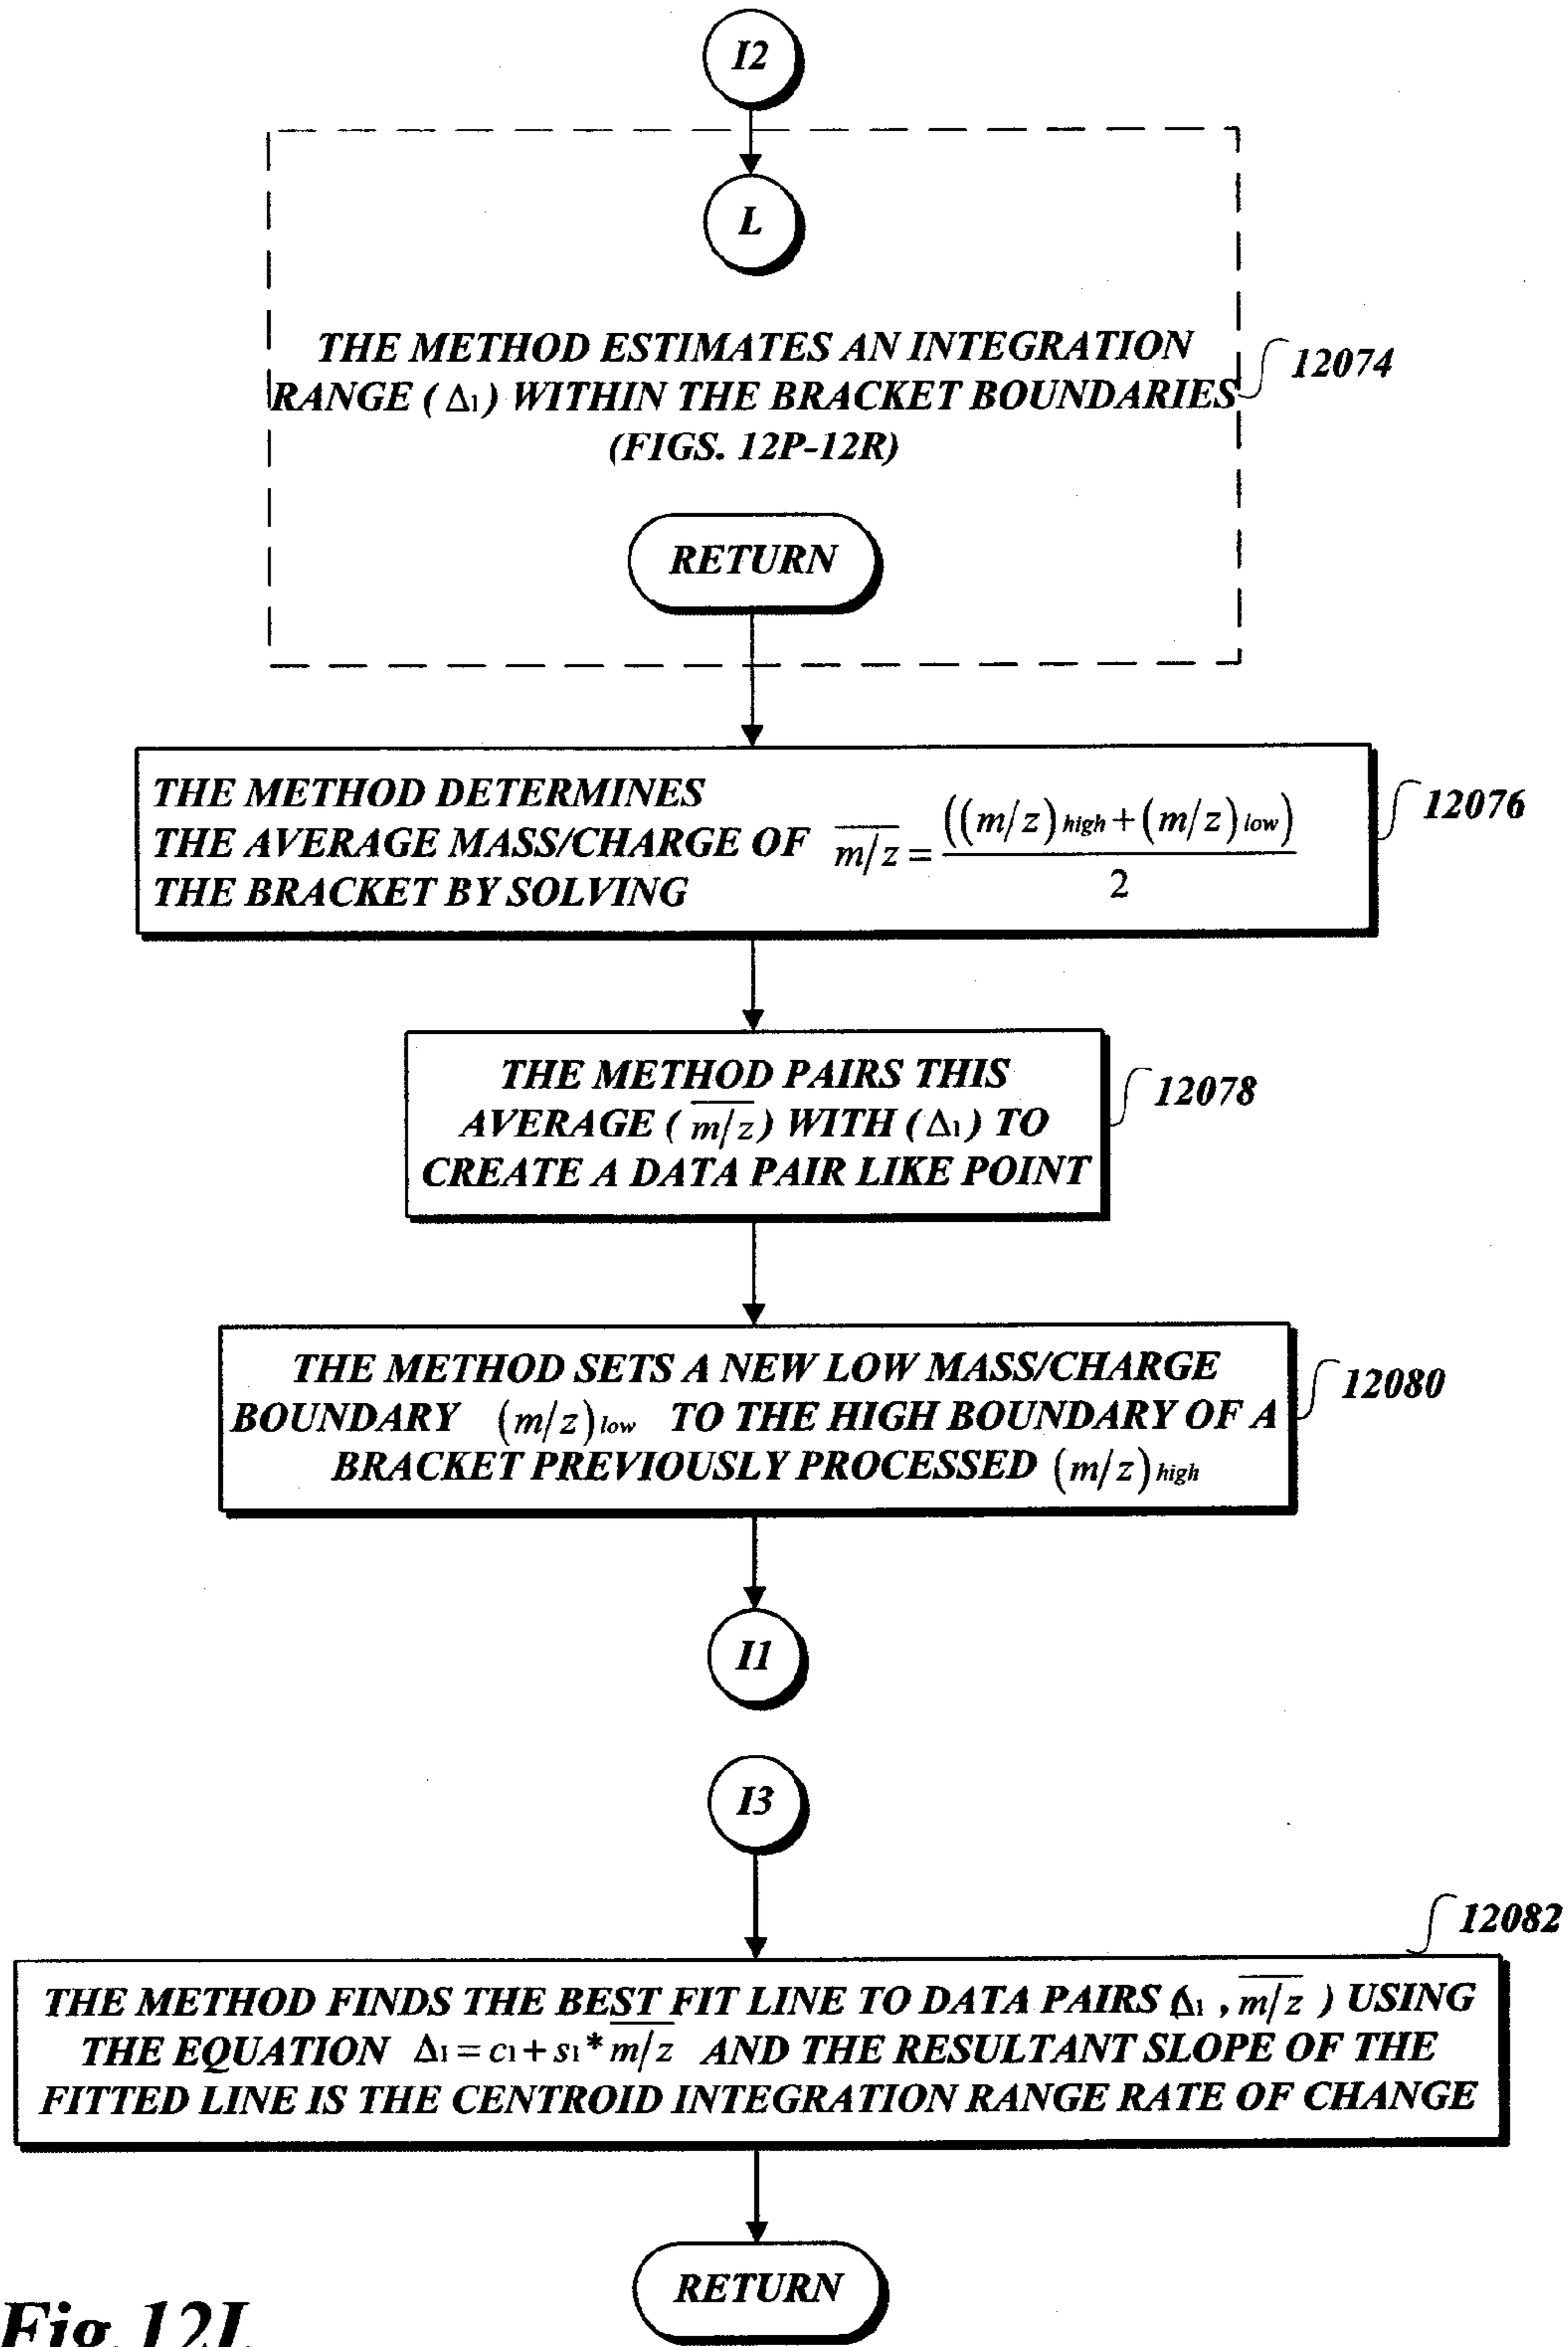 I2
L
THE METHOD ESTIMATES AN INTEGRATION
RANGE ( Δ1 ) WITHIN THE BRACKET BOUNDARIES
(FIGS. 12P-12R)
12074
RETURN
THE METHOD DETERMINES
THE AVERAGE MASS/CHARGE OF
THE BRACKET BY SOLVING
m/z̅ = ((m/z)high + (m/z)low) / 2
12076
THE METHOD PAIRS THIS
AVERAGE ( m/z̅ ) WITH ( Δ1 ) TO
CREATE A DATA PAIR LIKE POINT
12078
THE METHOD SETS A NEW LOW MASS/CHARGE
BOUNDARY (m/z)low TO THE HIGH BOUNDARY OF A
BRACKET PREVIOUSLY PROCESSED (m/z)high
12080
I1
I3
12082
THE METHOD FINDS THE BEST FIT LINE TO DATA PAIRS (Δ1 , m/z̅ ) USING
THE EQUATION Δ1 = c1 + s1 * m/z̅ AND THE RESULTANT SLOPE OF THE
FITTED LINE IS THE CENTROID INTEGRATION RANGE RATE OF CHANGE
RETURN